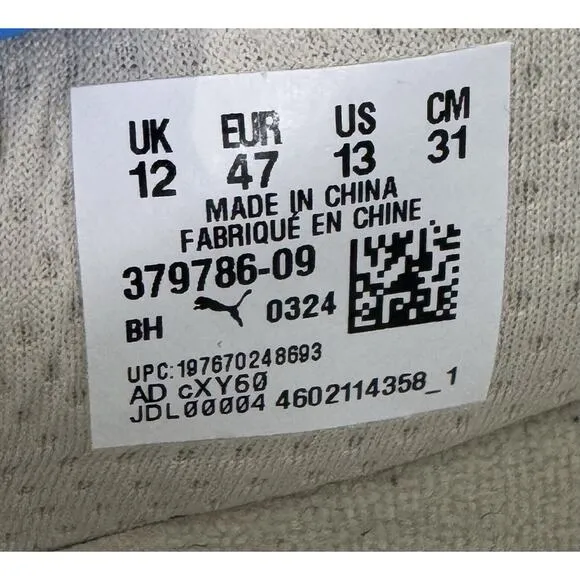 UK EUR US CM
12 47 13 31
MADE IN CHINA
FABRIQUÉ EN CHINE
379786-09
BH 0324
UPC:197670248693
AD cXY60
JDL00004 4602114358_1